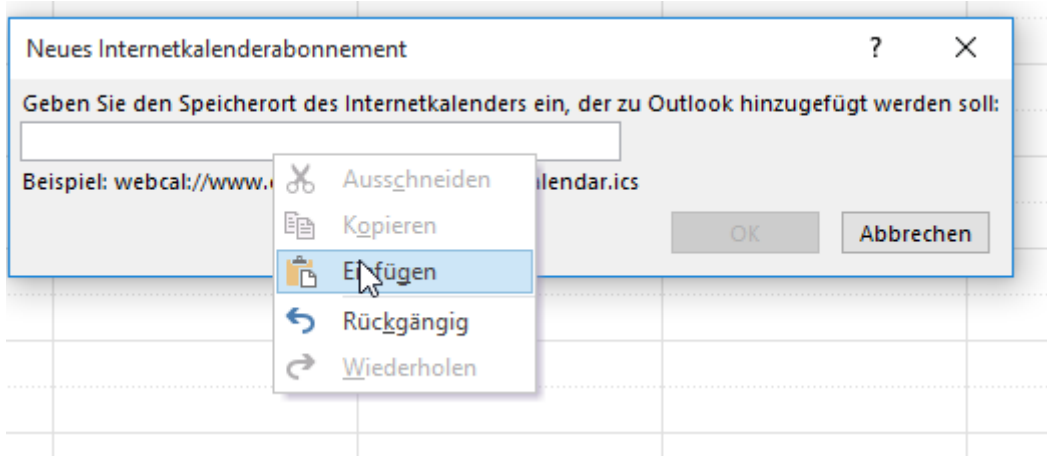 Neues Internetkalenderabonnement ?
Geben Sie den Speicherort des Internetkalenders ein, der zu Outlook hinzugefügt werden soll:
Beispiel: webcal://www. lendar.ics
Ausschneiden
Kopieren
Einfügen
Rückgängig
Wiederholen
OK
Abbrechen